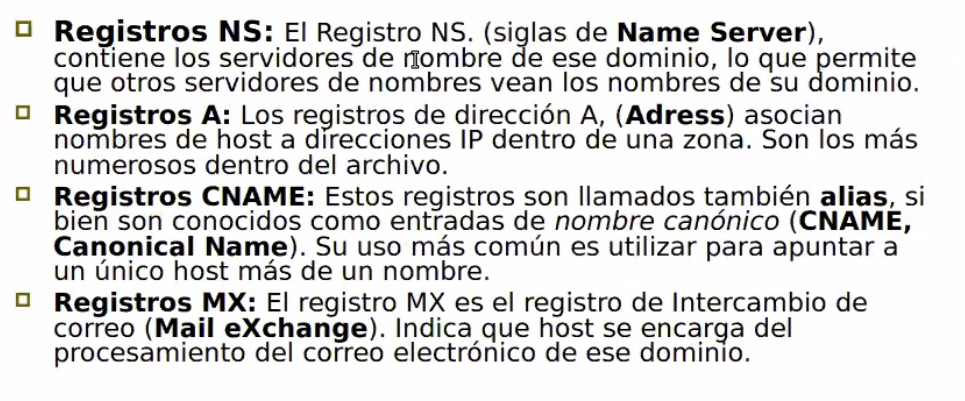 Registros NS: El Registro NS. (siglas de Name Server),
contiene los servidores de nombre de ese dominio, lo que permite
que otros servidores de nombres vean los nombres de su dominio.
Registros A: Los registros de dirección A, (Adress) asocian
nombres de host a direcciones IP dentro de una zona. Son los más
numerosos dentro del archivo.
Registros CNAME: Estos registros son llamados también alias, si
bien son conocidos como entradas de nombre canónico (CNAME,
Canonical Name). Su uso más común es utilizar para apuntar a
un único host más de un nombre.
Registros MX: El registro MX es el registro de Intercambio de
correo (Mail eXchange). Indica que host se encarga del
procesamiento del correo electrónico de ese dominio.